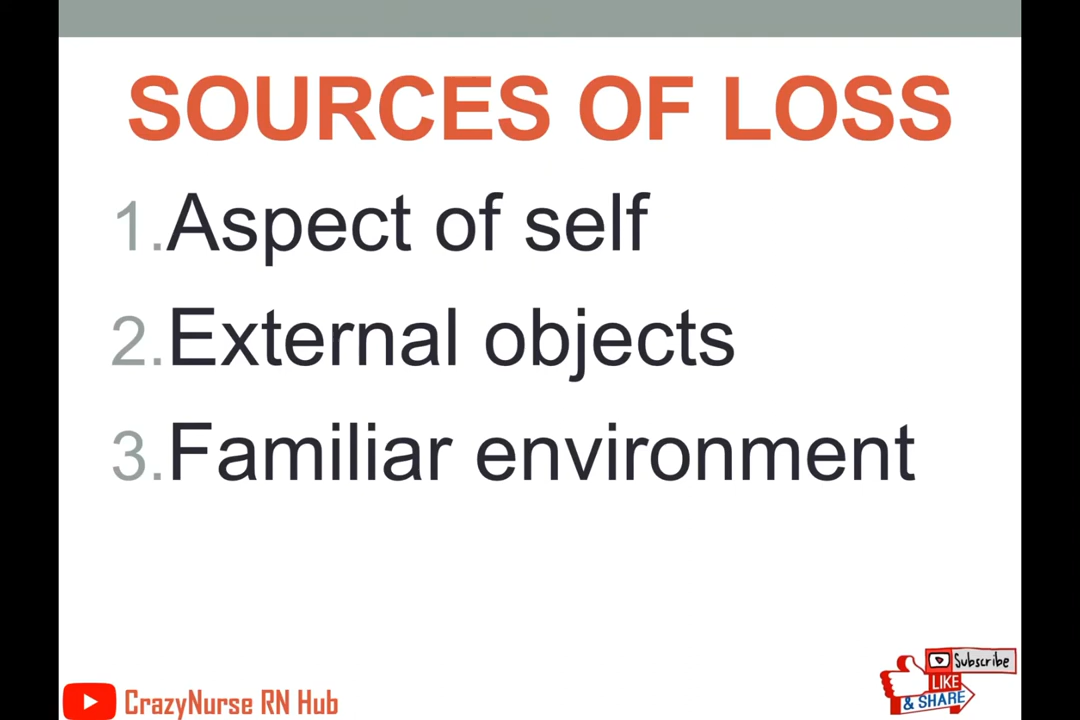 SOURCES OF LOSS
1. Aspect of self
2. External objects
3. Familiar environment
CrazyNurse RN Hub
Subscribe
LIKE
& SHARE